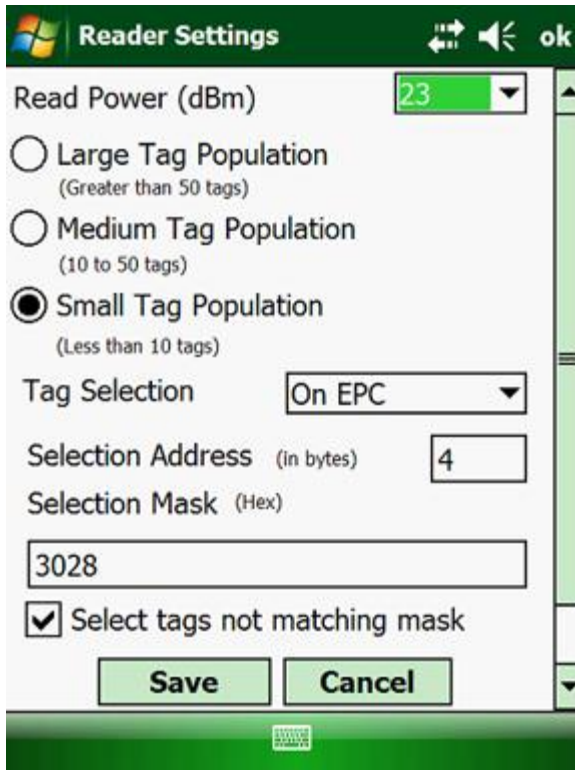 Reader Settings ok
Read Power (dBm) 23
Large Tag Population
(Greater than 50 tags)
Medium Tag Population
(10 to 50 tags)
Small Tag Population
(Less than 10 tags)
Tag Selection On EPC
Selection Address (in bytes) 4
Selection Mask (Hex)
3028
Select tags not matching mask
Save Cancel